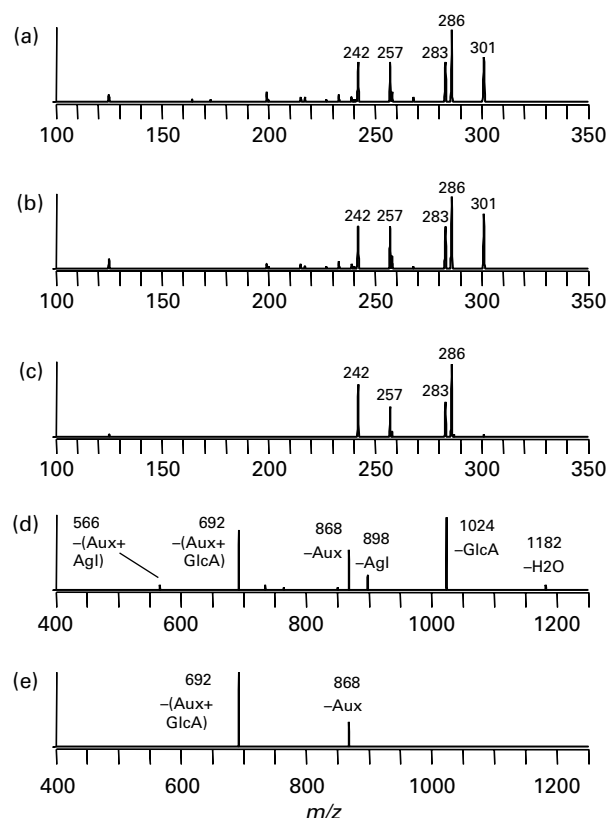 (a)
242
257
283
286
301
100
150
200
250
300
350
(b)
242
257
283
286
301
100
150
200
250
300
350
(c)
242
257
283
286
100
150
200
250
300
350
(d)
566
–(Aux+
Agl)
692
–(Aux+
GlcA)
868
–Aux
898
–Agl
1024
–GlcA
1182
–H2O
400
600
800
1000
1200
(e)
692
–(Aux+
GlcA)
868
–Aux
400
600
800
1000
1200
m/z